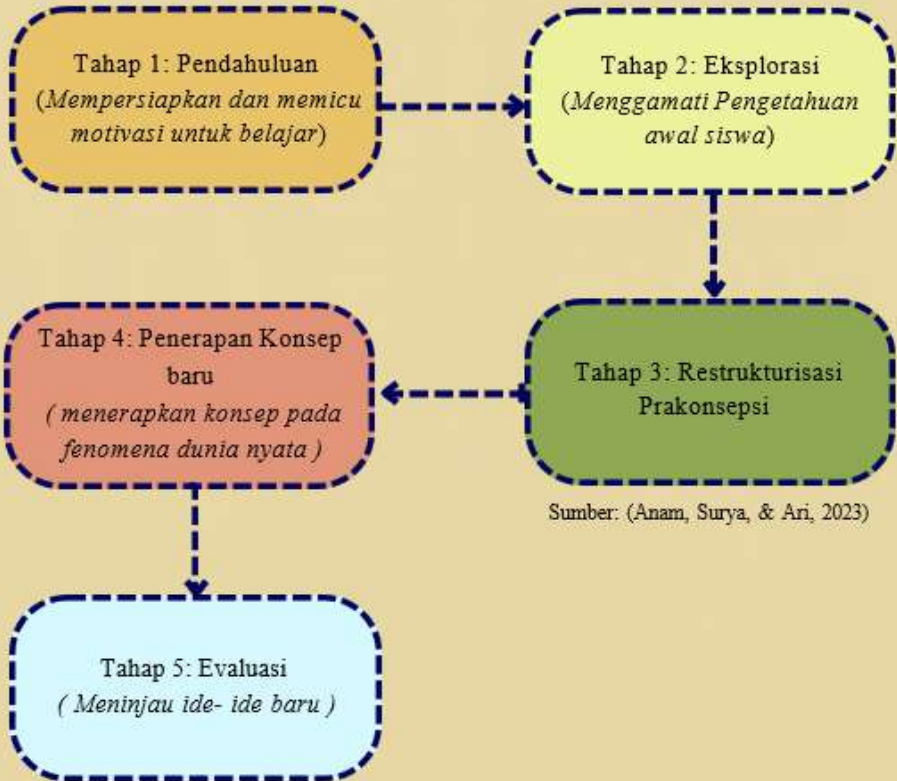 Tahap 1: Pendahuluan
(Mempersiapkan dan memicu
motivasi untuk belajar)
Tahap 2: Eksplorasi
(Menggamati Pengetahuan
awal siswa)
Tahap 3: Restrukturisasi
Prakonsepsi
Sumber: (Anam, Surya, & Ari, 2023)
Tahap 4: Penerapan Konsep
baru
( menerapkan konsep pada
fenomena dunia nyata )
Tahap 5: Evaluasi
( Meninjau ide- ide baru )